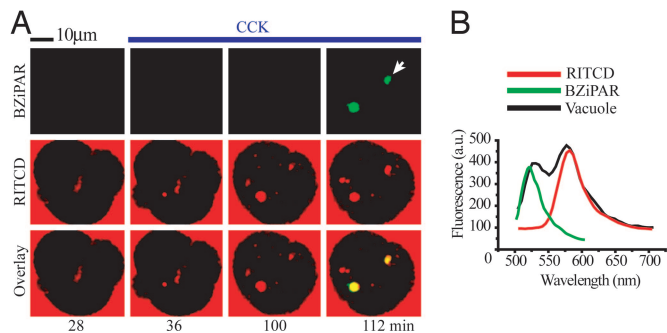 A
10µm
CCK
BZiPAR
RITCD
Overlay
28 36 100 112 min
B
RITCD
BZiPAR
Vacuole
Fluorescence (a.u.)
500
400
300
200
100
500 550 600 650 700
Wavelength (nm)